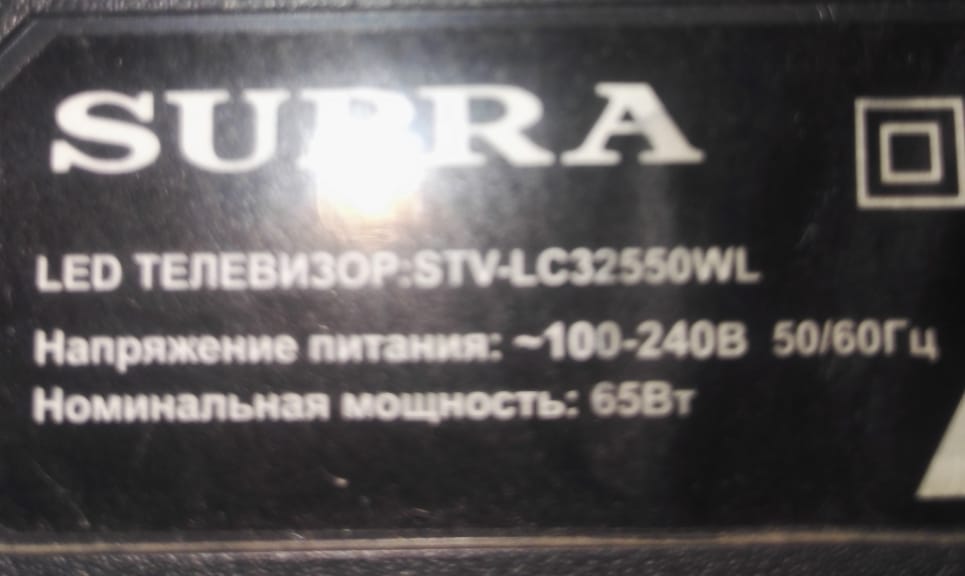 SUPRA
LED ТЕЛЕВИЗОР:STV-LC32550WL
Напряжение питания: ~100-240В 50/60Гц
Номинальная мощность: 65Вт